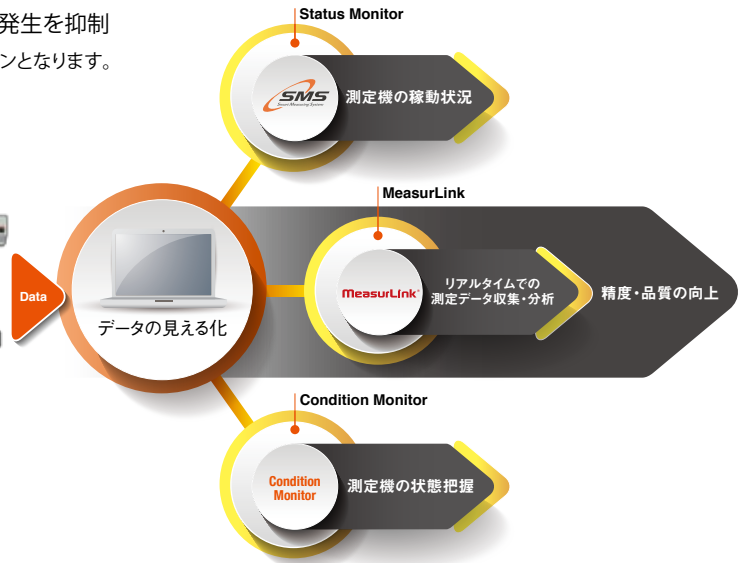 発生を抑制
ンとなります。
Status Monitor
SMS
Smart Measuring System
測定機の稼動状況
MeasurLink
Data
データの見える化
MeasurLink®
リアルタイムでの
測定データ収集・分析
精度・品質の向上
Condition Monitor
Condition
Monitor
測定機の状態把握